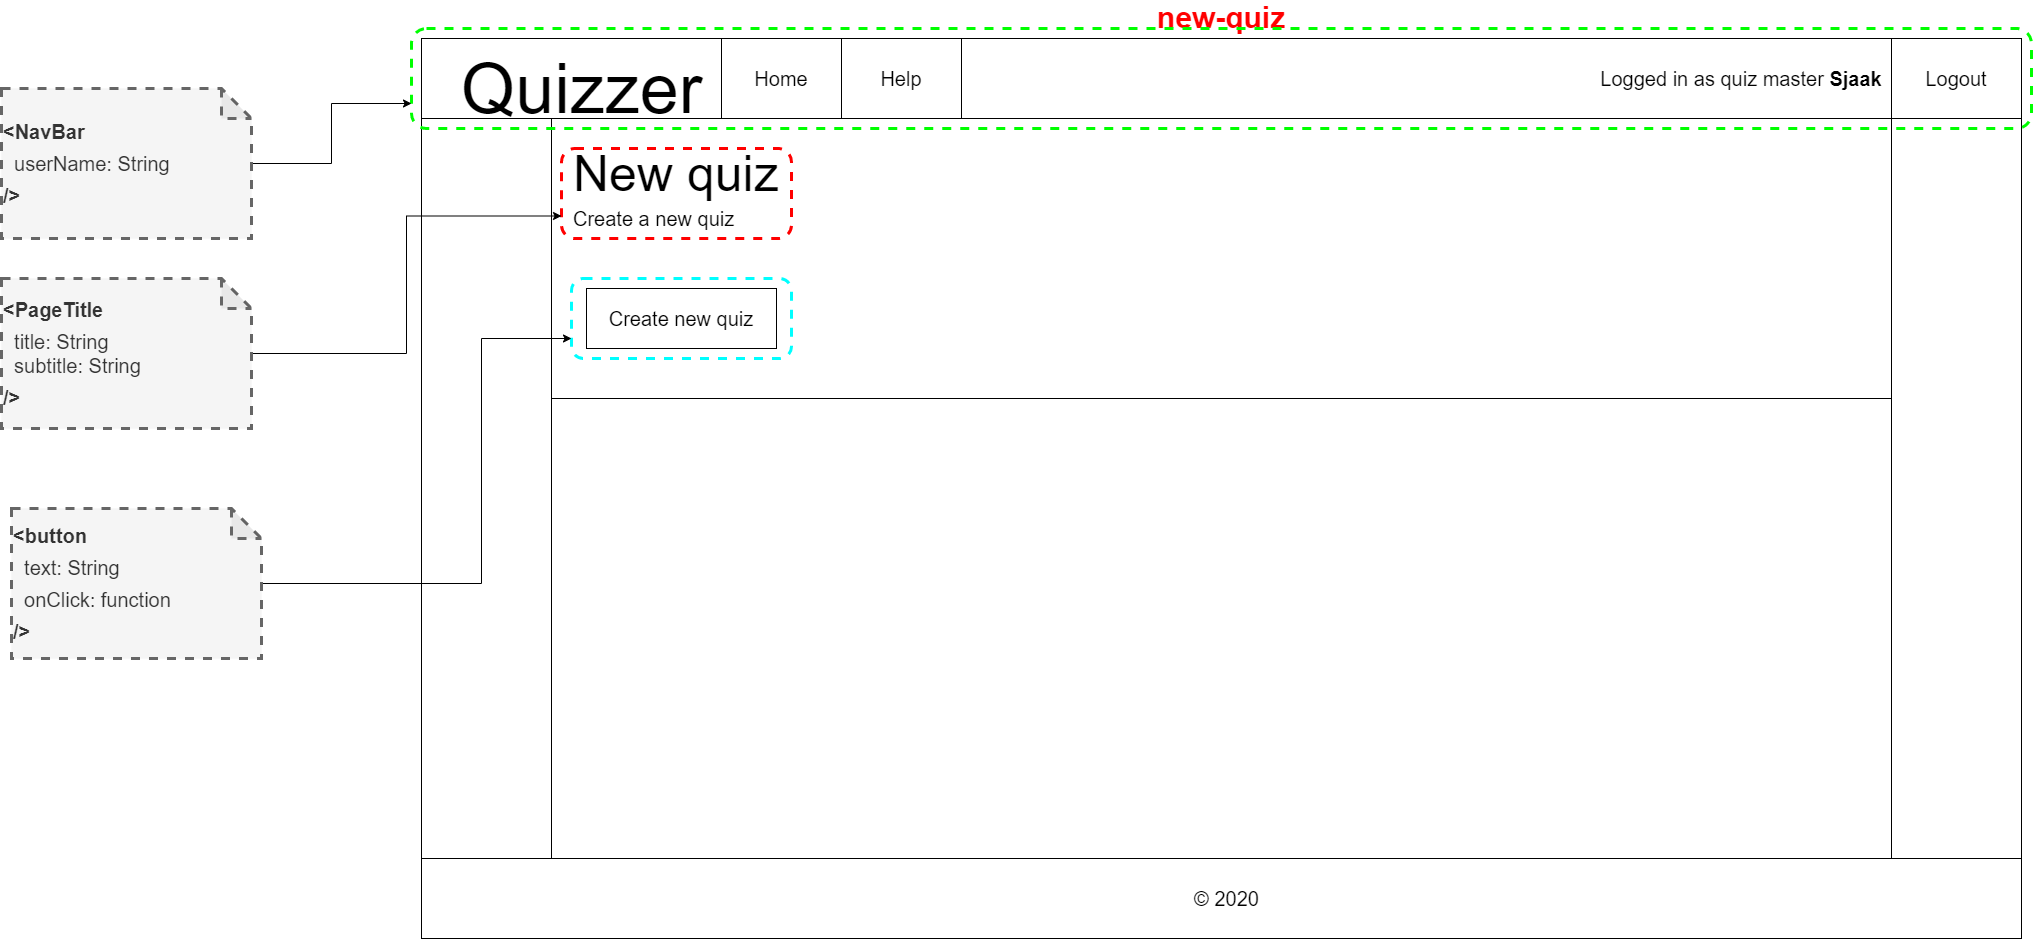 new-quiz
Quizzer
Home
Help
Logged in as quiz master Sjaak
Logout
<NavBar
userName: String
/>
New quiz
Create a new quiz
<PageTitle
title: String
subtitle: String
/>
Create new quiz
<button
text: String
onClick: function
/>
© 2020